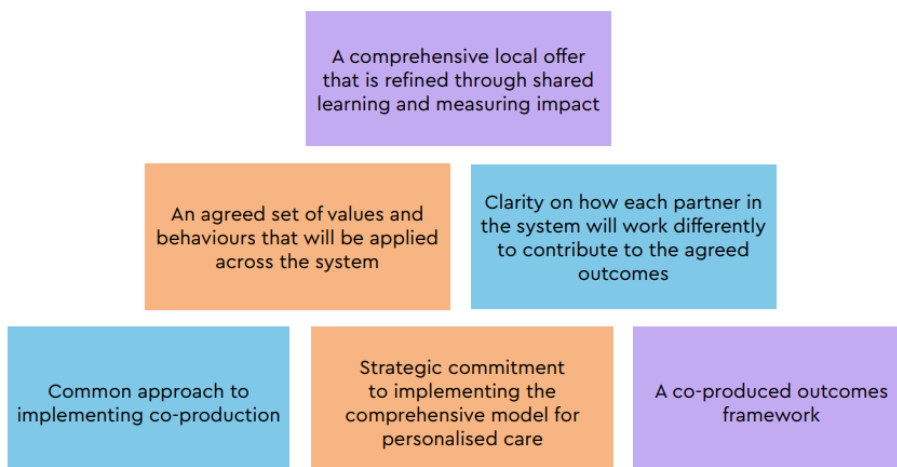 A comprehensive local offer
that is refined through shared
learning and measuring impact
An agreed set of values and
behaviours that will be applied
across the system
Clarity on how each partner in
the system will work differently
to contribute to the agreed
outcomes
Common approach to
implementing co-production
Strategic commitment
to implementing the
comprehensive model for
personalised care
A co-produced outcomes
framework